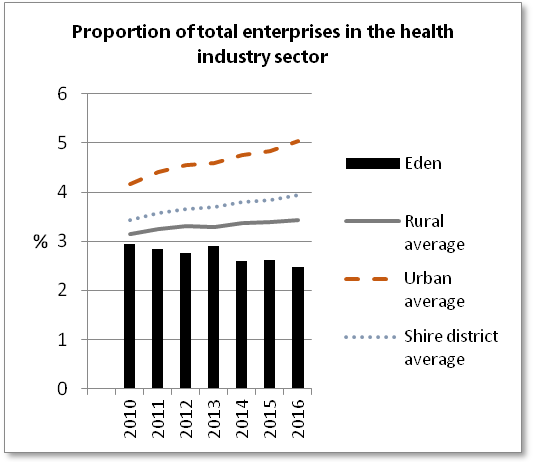 Proportion of total enterprises in the health
industry sector
6
5
4
3
2
1
0
%
2010
2011
2012
2013
2014
2015
2016
Eden
Rural
average
Urban
average
Shire district
average